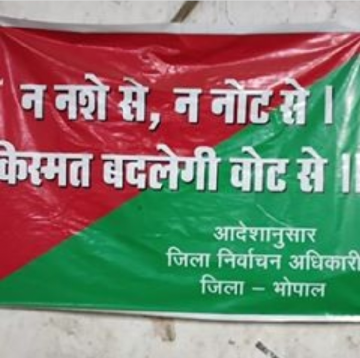 न नशे से, न नोट से ।
किस्मत बदलेगी वोट से ।।
आदेशानुसार
जिला निर्वाचन अधिकारी
जिला – भोपाल